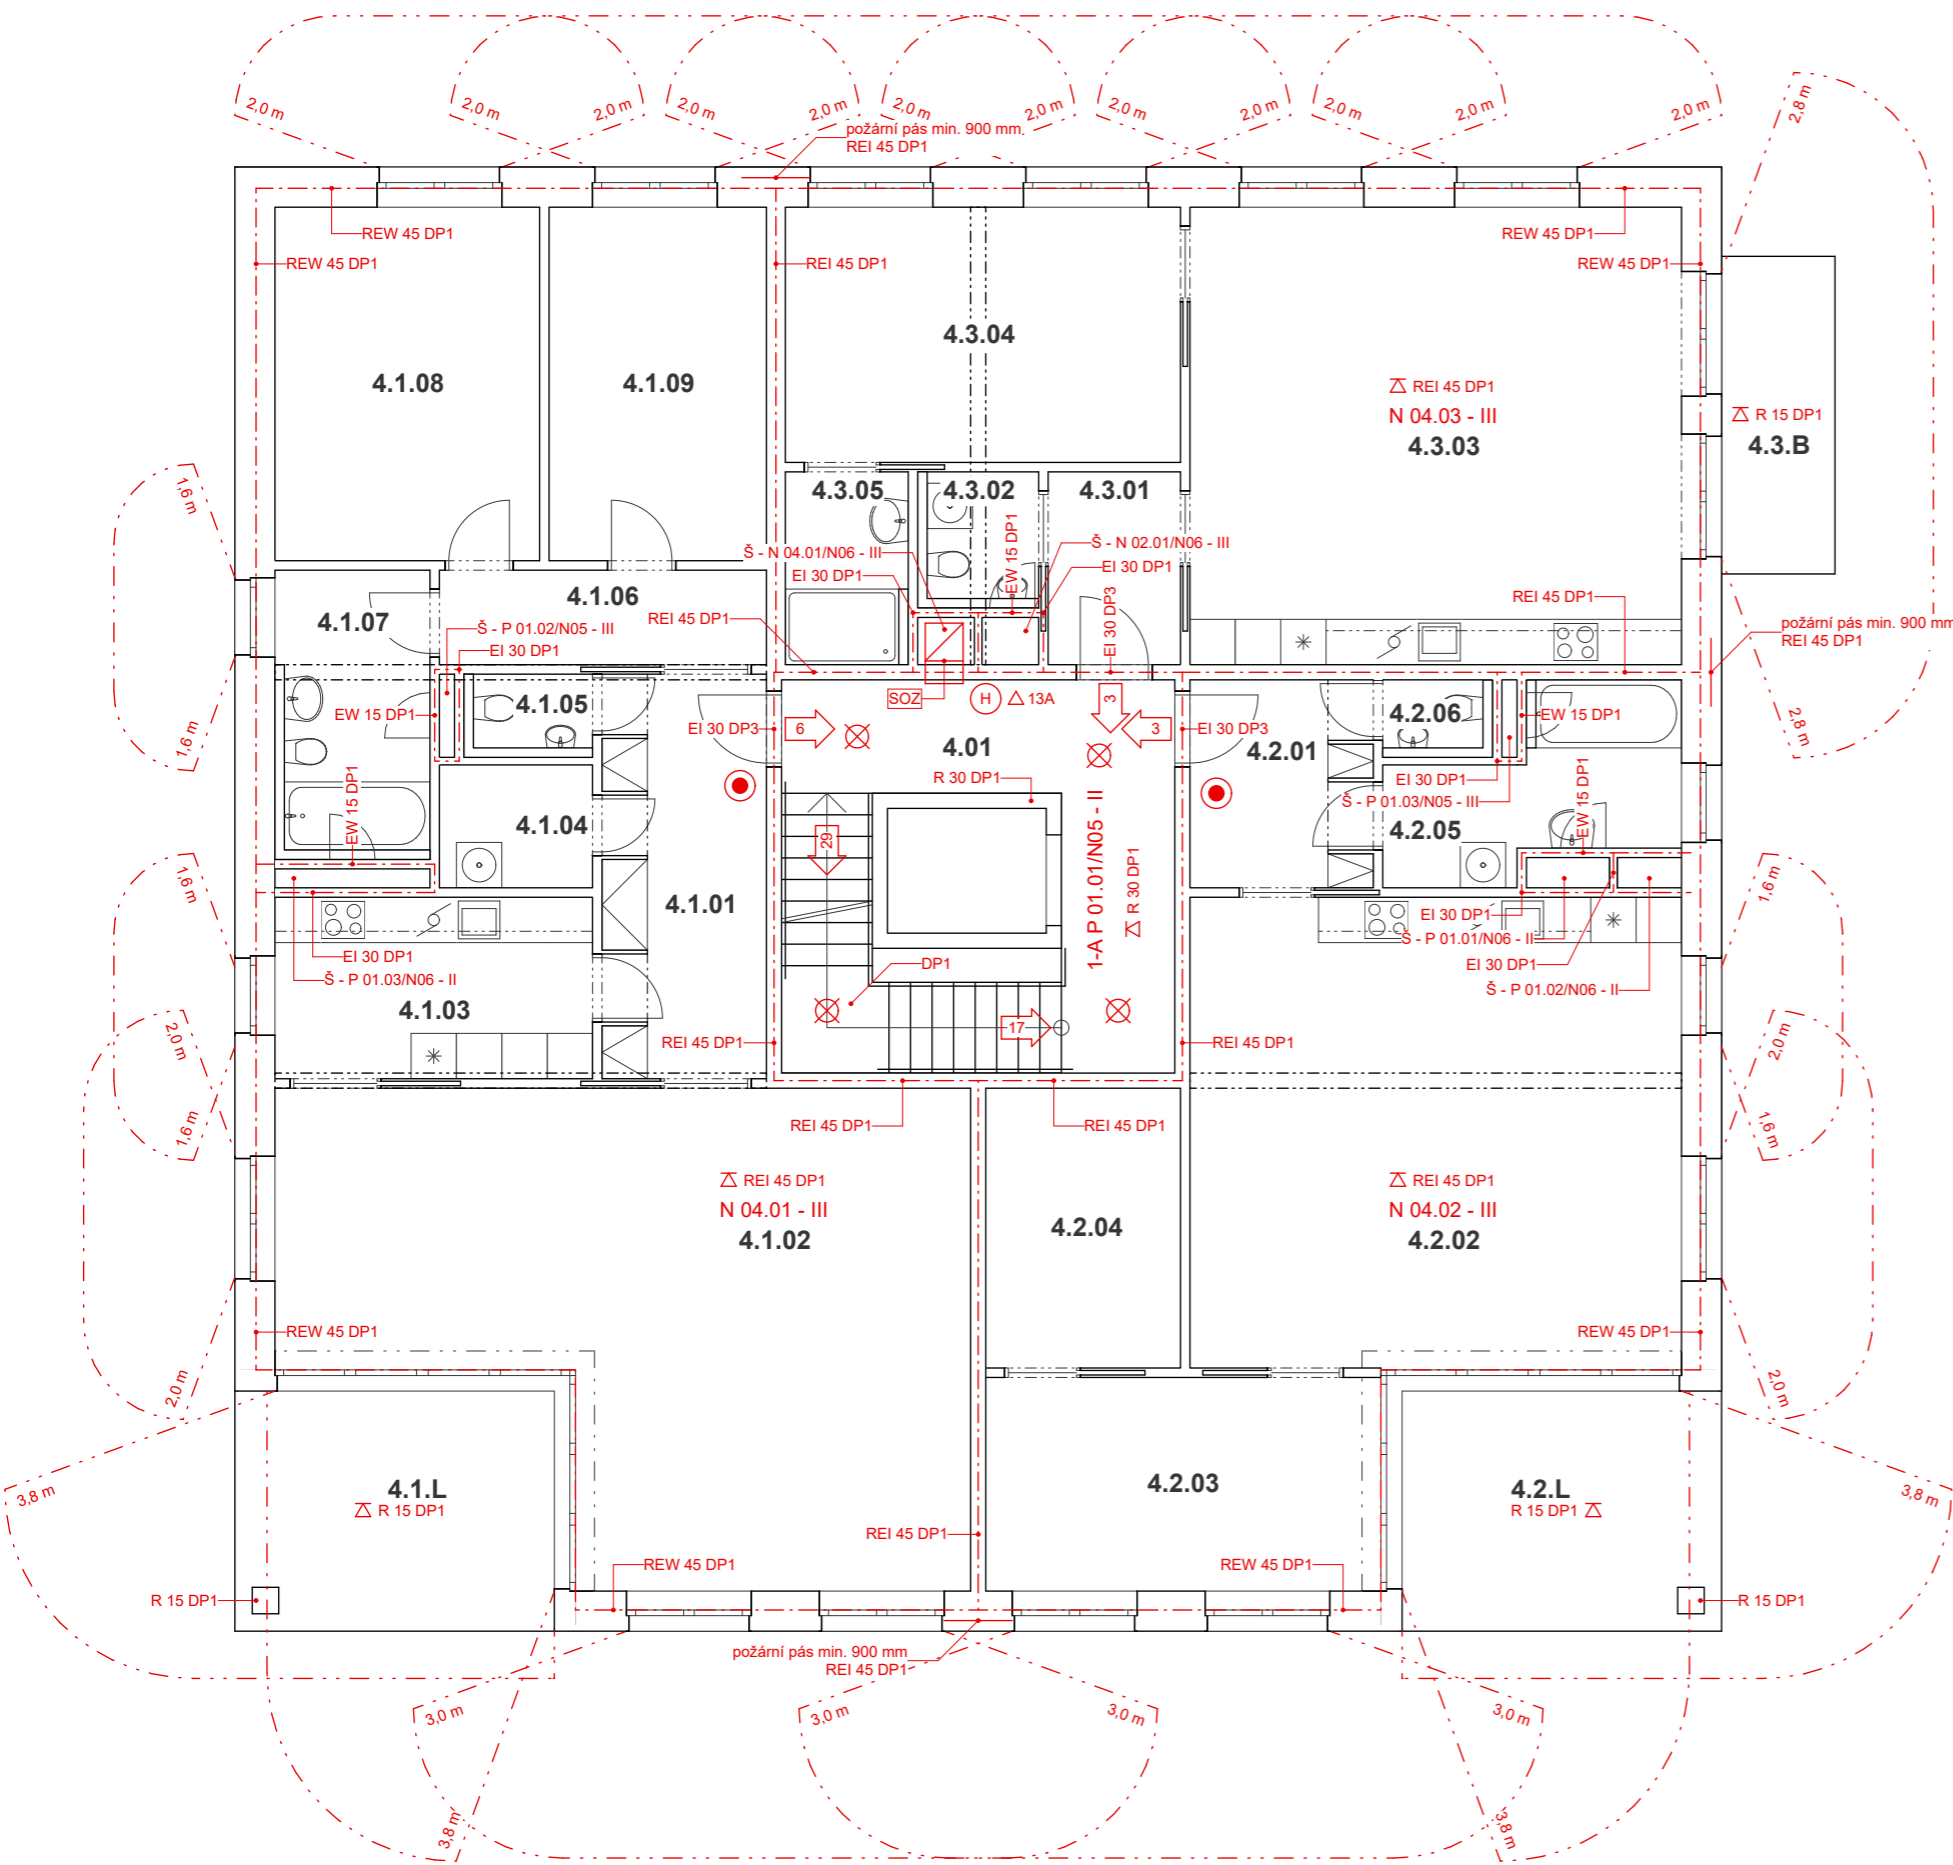 2,0 m
2,0 m
2,0 m
2,0 m
2,0 m
2,0 m
2,0 m
2,0 m
2,0 m
2,0 m
2,0 m
2,0 m
2,8 m
požární pás min. 900 mm.
REI 45 DP1
REW 45 DP1
REW 45 DP1
REW 45 DP1
REI 45 DP1
REW 45 DP1
4.3.04
4.1.08
4.1.09
REI 45 DP1
N 04.03 - III
4.3.03
R 15 DP1
4.3.B
1,6 m
4.3.05
4.3.02
4.3.01
Š - N 04.01/N06 - III
EW 15 DP1
Š - N 02.01/N06 - III
EI 30 DP1
EI 30 DP1
4.1.06
4.1.07
Š - P 01.02/N05 - III
REI 45 DP1
EI 30 DP1
EI 30 DP3
REI 45 DP1
požární pás min. 900 mm
REI 45 DP1
1,6 m
4.1.05
EW 15 DP1
SOZ
H
13A
3
4.2.06
EW 15 DP1
2,8 m
EI 30 DP3
6
3
EI 30 DP3
4.01
4.2.01
R 30 DP1
EI 30 DP1
Š - P 01.03/N05 - III
EW 15 DP1
EW 15 DP1
4.1.04
29
1-A P 01.01/N05 - II
4.2.05
1,6 m
4.1.01
R 30 DP1
1,6 m
EI 30 DP1
Š - P 01.01/N06 - II
EI 30 DP1
Š - P 01.02/N06 - II
EI 30 DP1
Š - P 01.03/N06 - II
DP1
4.1.03
17
2,0 m
2,0 m
REI 45 DP1
REI 45 DP1
1,6 m
1,6 m
REI 45 DP1
REI 45 DP1
REI 45 DP1
N 04.01 - III
4.1.02
4.2.04
REI 45 DP1
N 04.02 - III
4.2.02
REW 45 DP1
REW 45 DP1
2,0 m
2,0 m
3,8 m
4.1.L
R 15 DP1
4.2.03
4.2.L
R 15 DP1
3,8 m
REI 45 DP1
REW 45 DP1
REW 45 DP1
R 15 DP1
R 15 DP1
požární pás min. 900 mm
REI 45 DP1
3,0 m
3,0 m
3,0 m
3,0 m
3,8 m
3,8 m